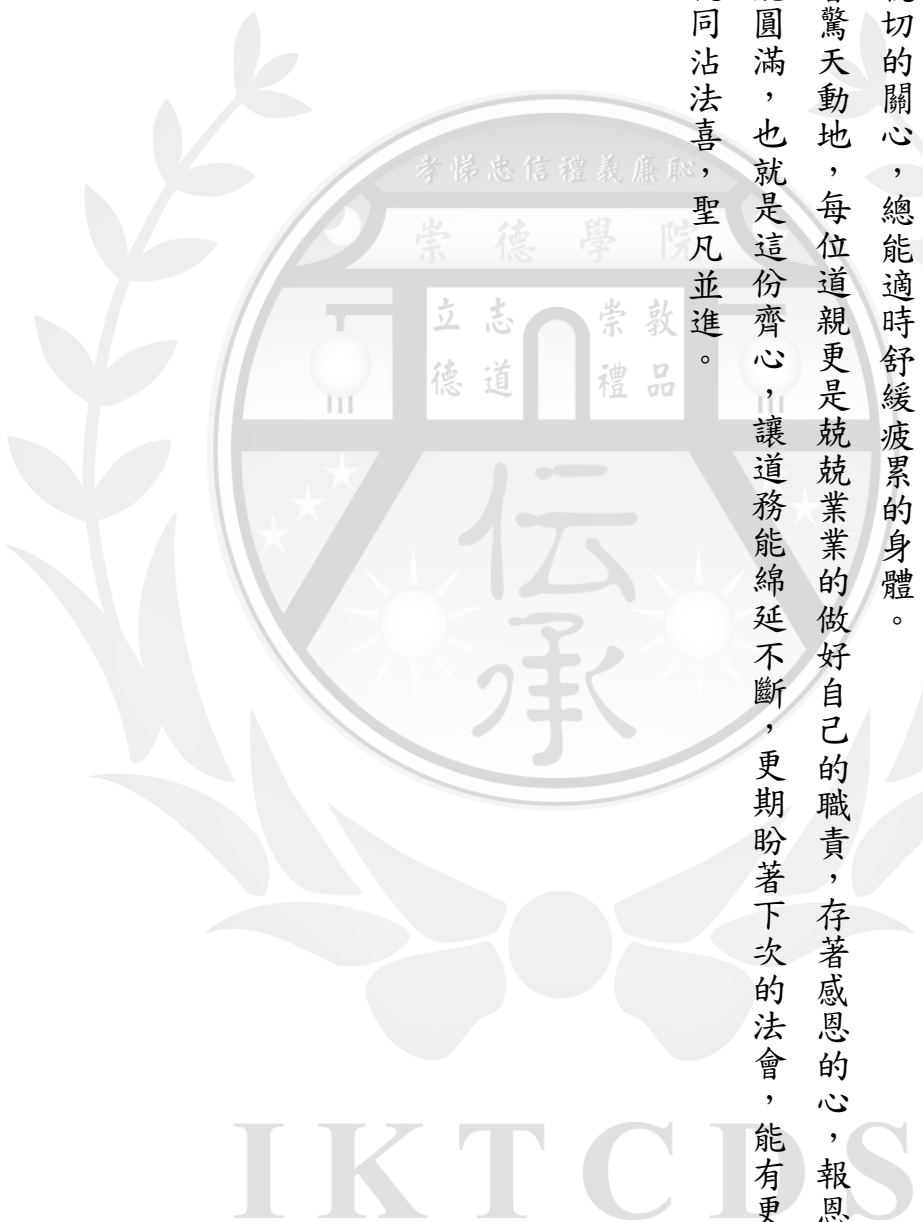 切的關心，總能適時舒緩疲累的身體。
驚天動地，每位道親更是兢兢業業的做好自己的職責，存著感恩的心，報恩
圓滿，也就是這份齊心，讓道務能綿延不斷，更期盼著下次的法會，能有更
同沾法喜，聖凡並進。
孝悌忠信禮義廉恥
崇德學院
敦品
崇禮
志道
立德
伝承
IKTCDS